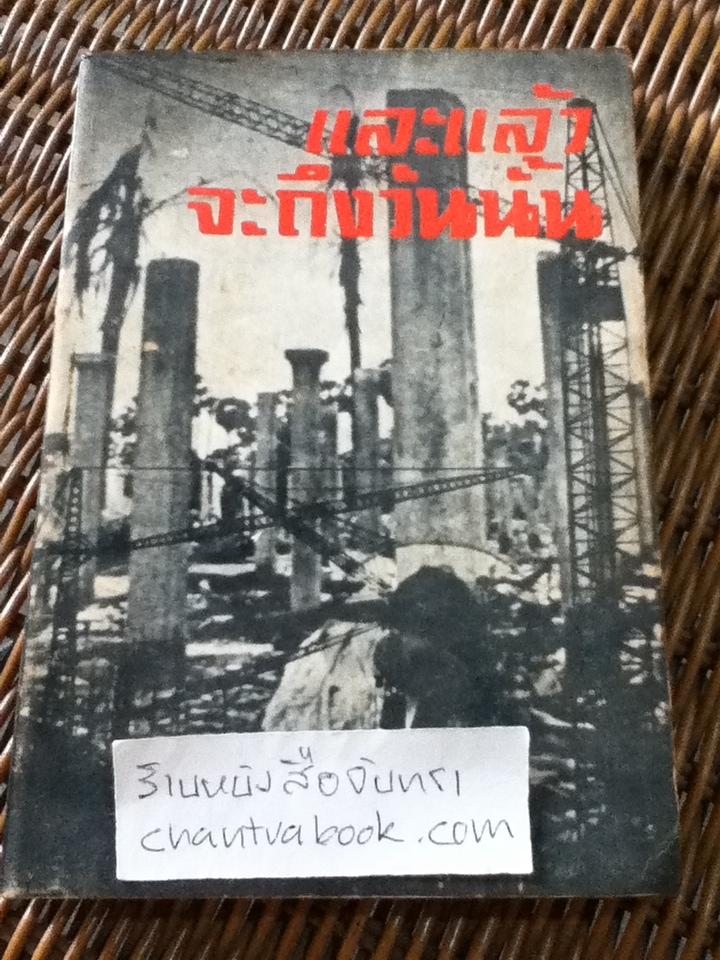 และแล้ว
จะถึงวันนั้น
ร้านหนังสือจันทรา
chantrabook.com